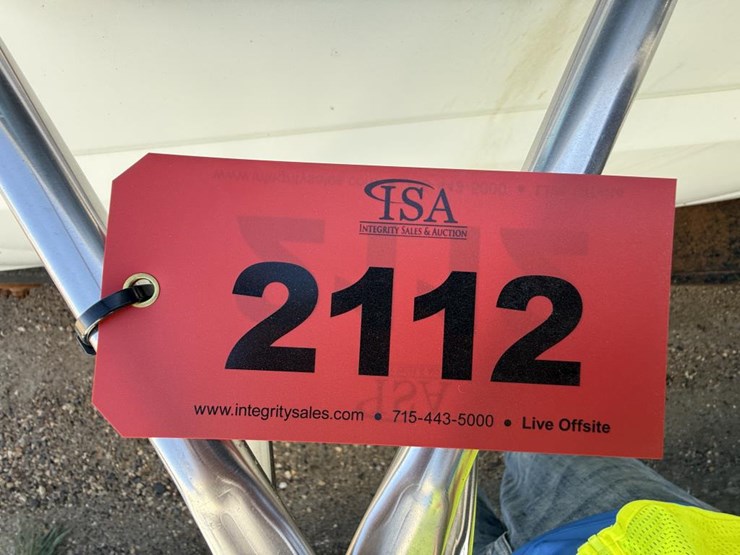 ISA
INTEGRITY SALES & AUCTION
2112
www.integritysales.com • 715-443-5000 • Live Offsite